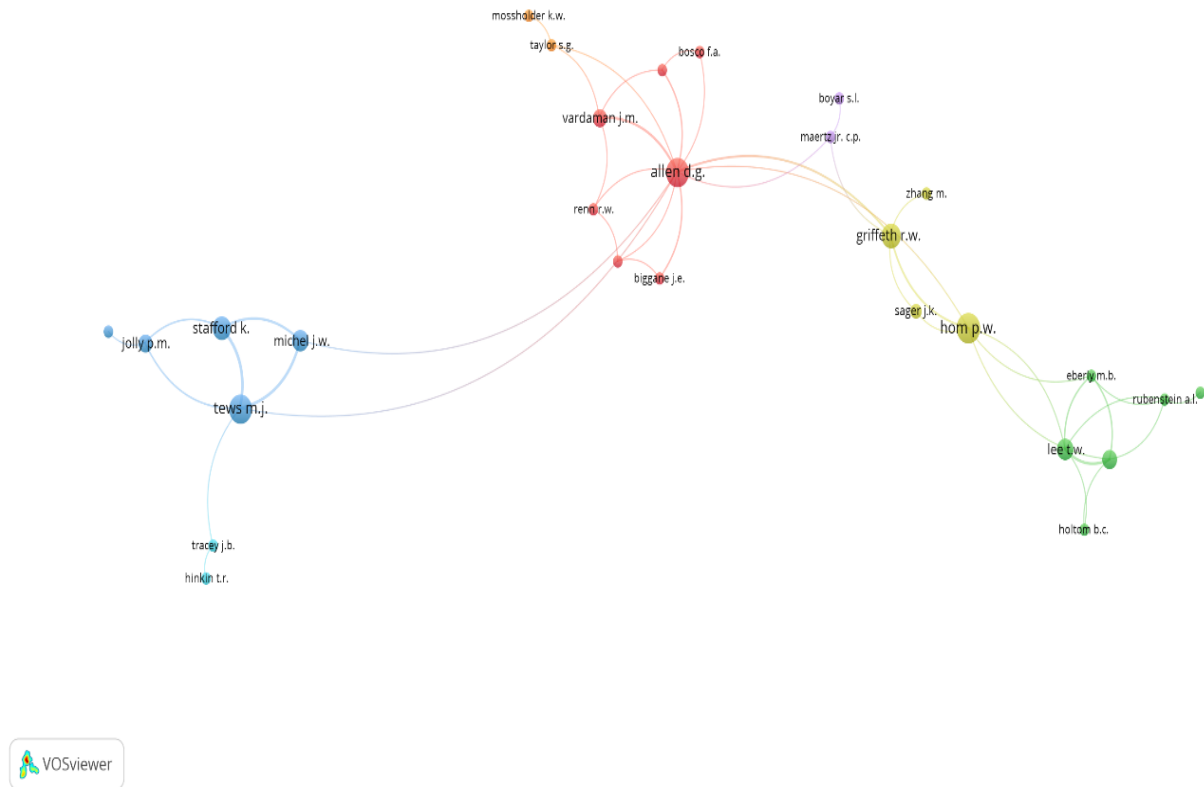 mossholder k.w.
taylor s.g.
bosco f.a.
boyar s.l.
vardaman j.m.
maertz jr. c.p.
allen d.g.
zhang m.
renn r.w.
griffeth r.w.
biggane j.e.
sager j.k.
stafford k.
hom p.w.
jolly p.m.
michel j.w.
eberly m.b.
rubenstein a.l.
tews m.j.
lee t.w.
holtom b.c.
tracey j.b.
hinkin t.r.
VOSviewer